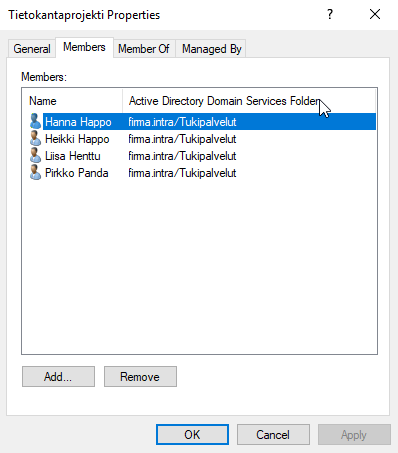 Tietokantaprojekti Properties ? ×
General Members Member Of Managed By
Members:
Name Active Directory Domain Services Folder
Hanna Happo firma.intra/Tukipalvelut
Heikki Happo firma.intra/Tukipalvelut
Liisa Henttu firma.intra/Tukipalvelut
Pirkko Panda firma.intra/Tukipalvelut
Add... Remove
OK Cancel Apply